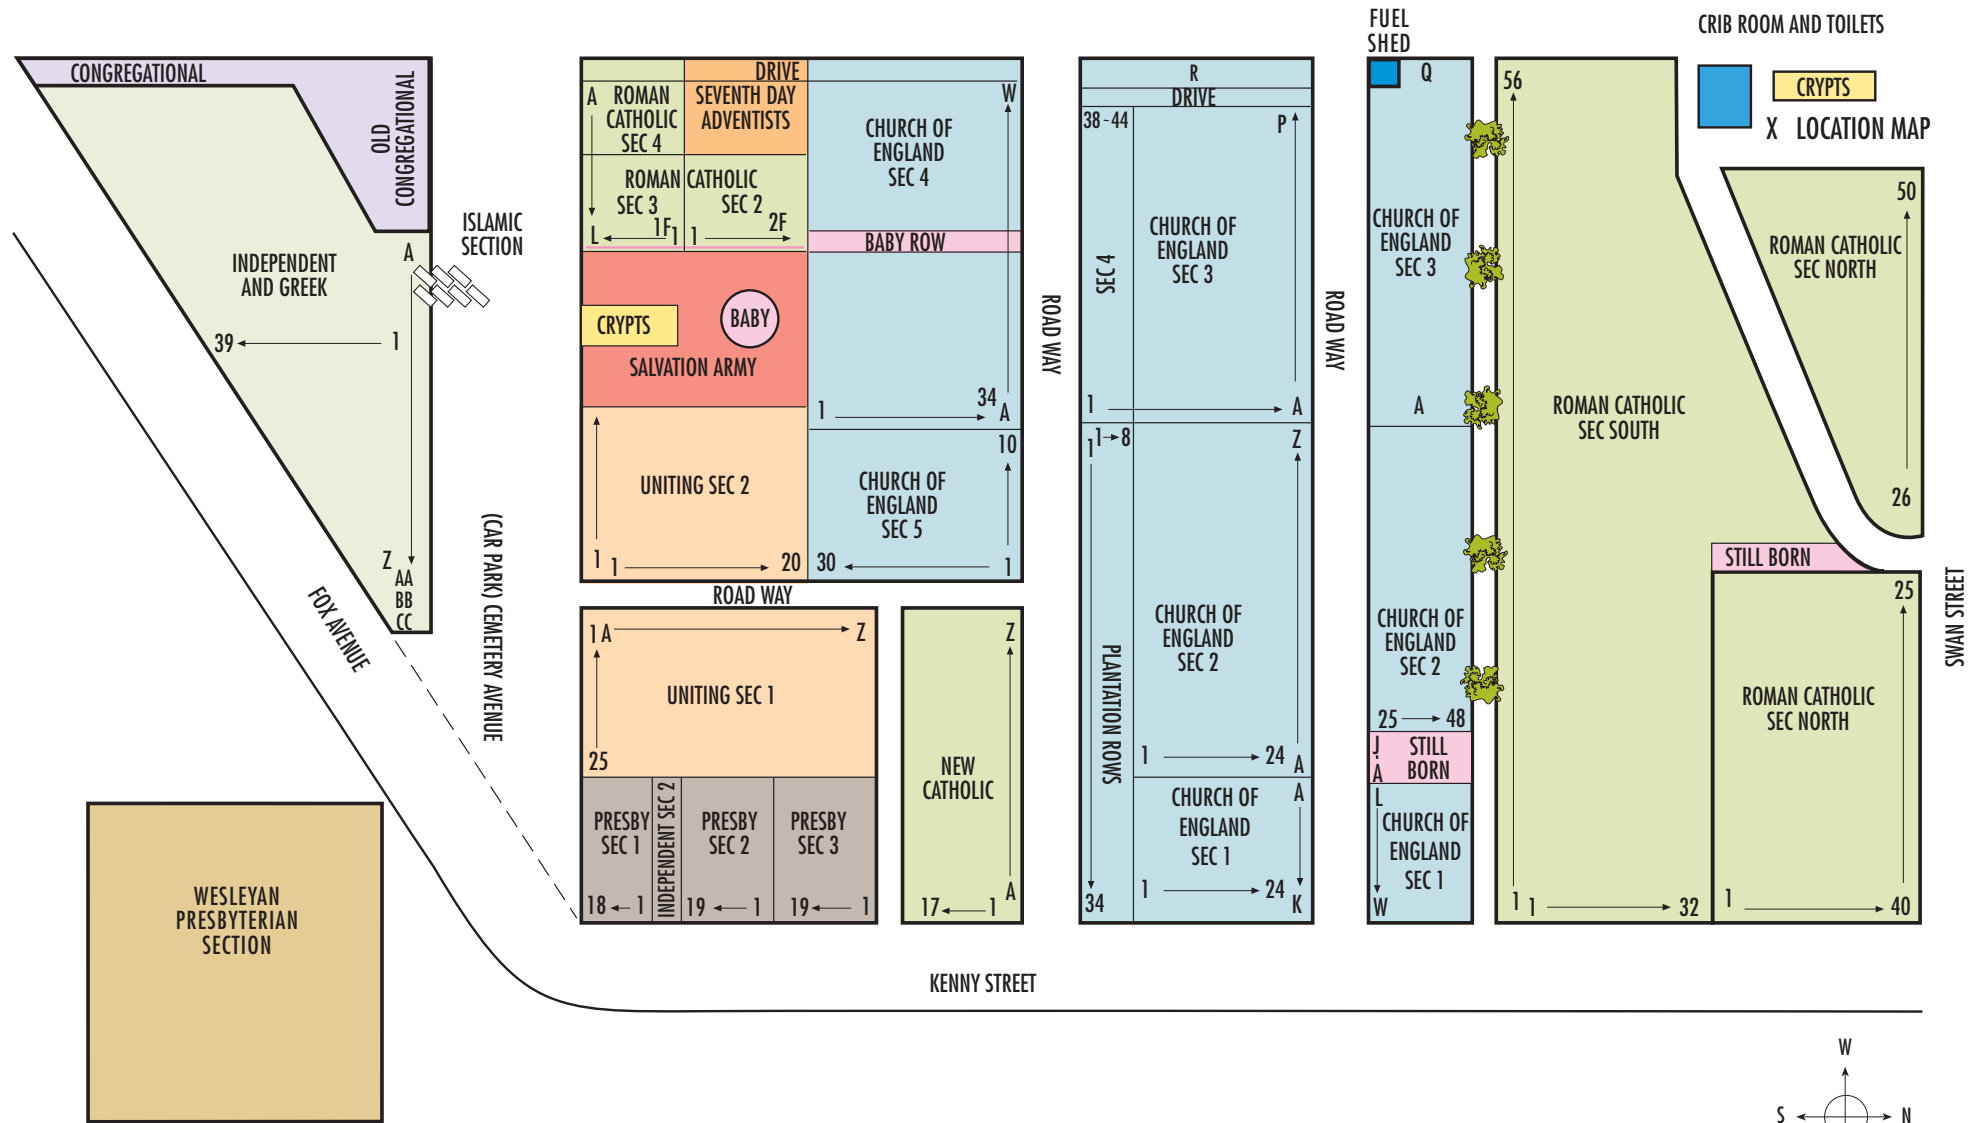 FUEL
SHED
CRIB ROOM AND TOILETS
CRYPTS
X LOCATION MAP
CONGREGATIONAL
OLD
CONGREGATIONAL
INDEPENDENT
AND GREEK
ISLAMIC
SECTION
A
39
1
Z
AA
BB
CC
FOX AVENUE
(CAR PARK) CEMETERY AVENUE
WESLEYAN
PRESBYTERIAN
SECTION
DRIVE
A
ROMAN
CATHOLIC
SEC 4
SEVENTH DAY
ADVENTISTS
ROMAN CATHOLIC
SEC 3
SEC 2
L
1F
1
1
2F
CHURCH OF
ENGLAND
SEC 4
W
BABY ROW
CRYPTS
BABY
SALVATION ARMY
1
34
A
UNITING SEC 2
1
1
20
10
CHURCH OF
ENGLAND
SEC 5
30
1
ROAD WAY
1 A
Z
UNITING SEC 1
25
PRESBY
SEC 1
18
1
INDEPENDENT SEC 2
PRESBY
SEC 2
19
1
PRESBY
SEC 3
19
1
Z
NEW
CATHOLIC
A
17
1
ROAD WAY
R
DRIVE
38-44
P
SEC 4
CHURCH OF
ENGLAND
SEC 3
1
A
1
1
8
Z
PLANTATION ROWS
CHURCH OF
ENGLAND
SEC 2
1
24
A
A
CHURCH OF
ENGLAND
SEC 1
1
24
K
34
ROAD WAY
Q
CHURCH OF
ENGLAND
SEC 3
A
CHURCH OF
ENGLAND
SEC 2
25
48
J
A
STILL
BORN
L
CHURCH OF
ENGLAND
SEC 1
W
56
ROMAN CATHOLIC
SEC SOUTH
1
1
32
50
ROMAN CATHOLIC
SEC NORTH
26
STILL BORN
25
ROMAN CATHOLIC
SEC NORTH
1
40
SWAN STREET
KENNY STREET
W
S
N